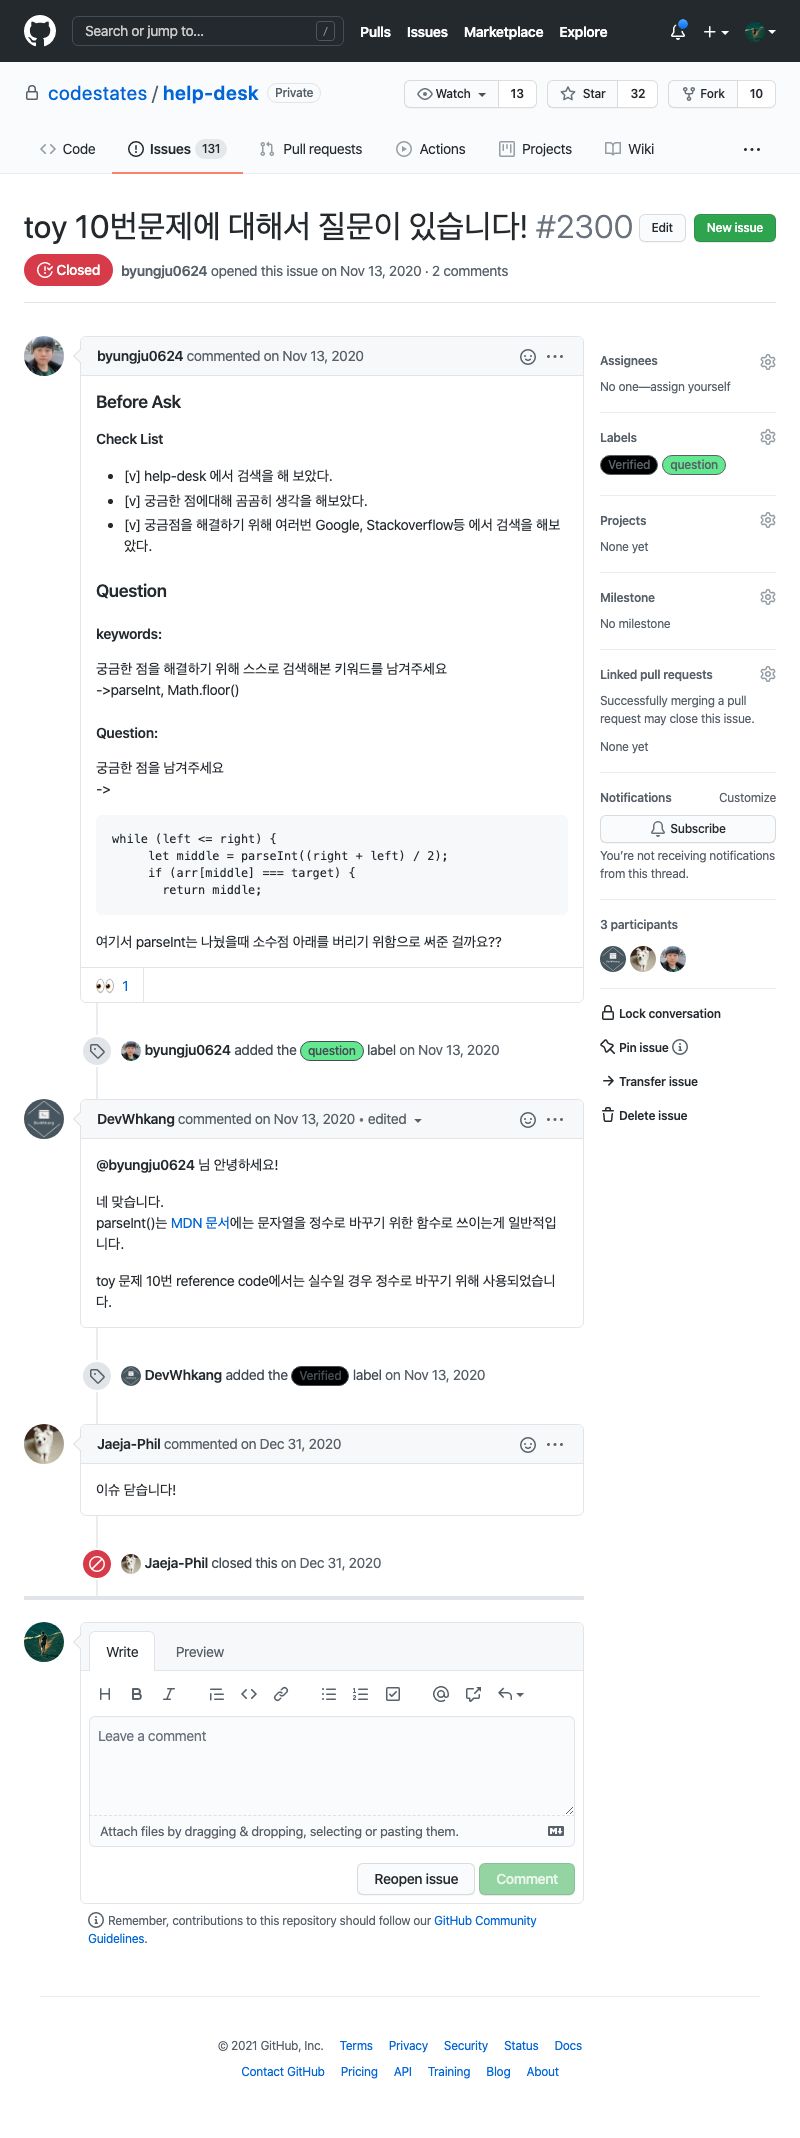 Search or jump to...
/
Pulls
Issues
Marketplace
Explore
codestates / help-desk
Private
Watch
13
Star
32
Fork
10
Code
Issues 131
Pull requests
Actions
Projects
Wiki
toy 10번문제에 대해서 질문이 있습니다! #2300
Edit
New issue
Closed
byungju0624 opened this issue on Nov 13, 2020 · 2 comments
byungju0624 commented on Nov 13, 2020
Before Ask
Check List
[v] help-desk 에서 검색을 해 보았다.
[v] 궁금한 점에대해 곰곰히 생각을 해보았다.
[v] 궁금점을 해결하기 위해 여러번 Google, Stackoverflow등 에서 검색을 해보
았다.
Question
keywords:
궁금한 점을 해결하기 위해 스스로 검색해본 키워드를 남겨주세요
->parseInt, Math.floor()
Question:
궁금한 점을 남겨주세요
->
while (left <= right) {
let middle = parseInt((right + left) / 2);
if (arr[middle] === target) {
return middle;
여기서 parseInt는 나눴을때 소수점 아래를 버리기 위함으로 써준 걸까요??
👀 1
byungju0624 added the question label on Nov 13, 2020
DevWhkang commented on Nov 13, 2020 • edited
@byungju0624 님 안녕하세요!
네 맞습니다.
parseInt()는 MDN 문서에는 문자열을 정수로 바꾸기 위한 함수로 쓰이는게 일반적입
니다.
toy 문제 10번 reference code에서는 실수일 경우 정수로 바꾸기 위해 사용되었습니
다.
DevWhkang added the Verified label on Nov 13, 2020
Jaeja-Phil commented on Dec 31, 2020
이슈 닫습니다!
Jaeja-Phil closed this on Dec 31, 2020
Assignees
No one—assign yourself
Labels
Verified
question
Projects
None yet
Milestone
No milestone
Linked pull requests
Successfully merging a pull
request may close this issue.
None yet
Notifications
Customize
Subscribe
You're not receiving notifications
from this thread.
3 participants
Lock conversation
Pin issue
Transfer issue
Delete issue
Write
Preview
Leave a comment
Attach files by dragging & dropping, selecting or pasting them.
Reopen issue
Comment
Remember, contributions to this repository should follow our GitHub Community
Guidelines.
© 2021 GitHub, Inc.
Terms
Privacy
Security
Status
Docs
Contact GitHub
Pricing
API
Training
Blog
About